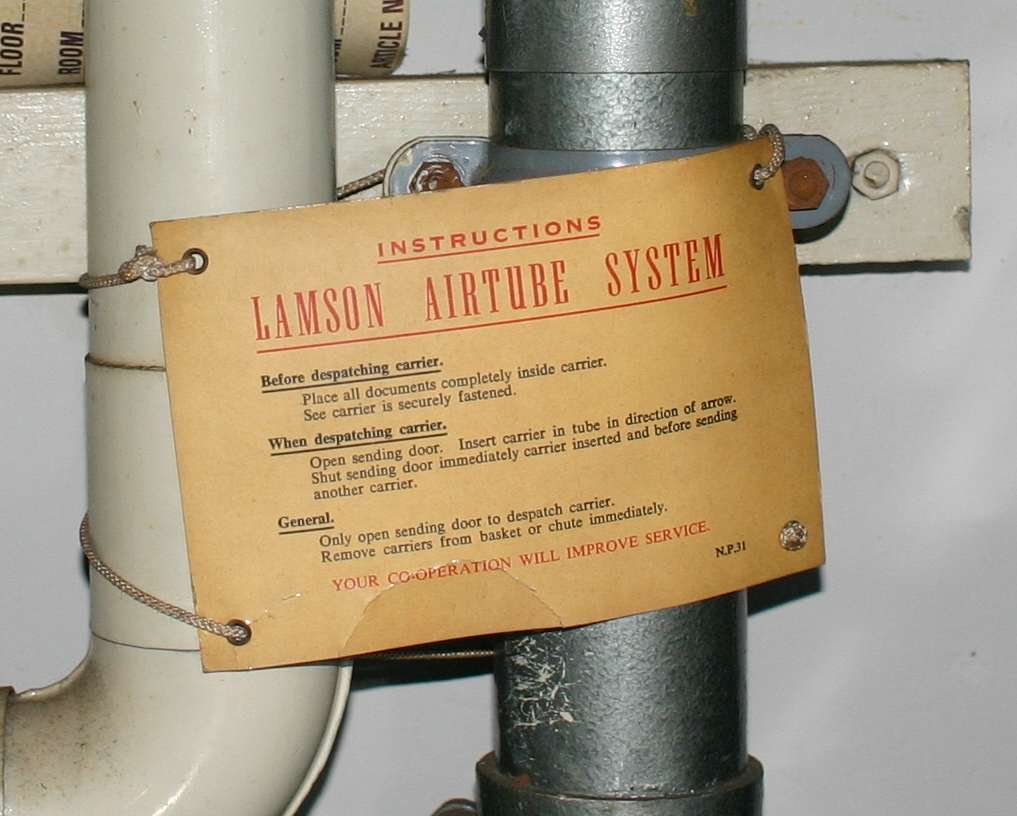 FLOOR
ROOM
ARTICLE N
INSTRUCTIONS
LAMSON AIRTUBE SYSTEM
Before despatching carrier.
Place all documents completely inside carrier.
See carrier is securely fastened.
When despatching carrier.
Open sending door. Insert carrier in tube in direction of arrow.
Shut sending door immediately carrier inserted and before sending
another carrier.
General.
Only open sending door to despatch carrier.
Remove carriers from basket or chute immediately.
YOUR CO-OPERATION WILL IMPROVE SERVICE.
N.P.31